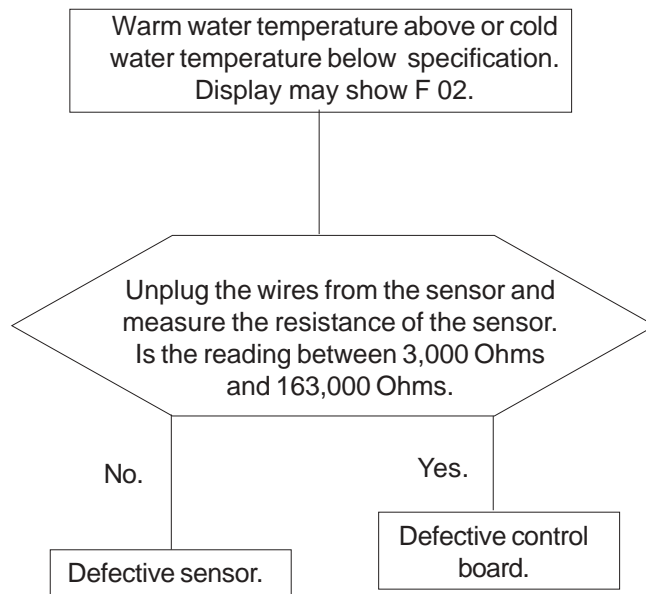 Warm water temperature above or cold
water temperature below specification.
Display may show F 02.
Unplug the wires from the sensor and
measure the resistance of the sensor.
Is the reading between 3,000 Ohms
and 163,000 Ohms.
No.
Yes.
Defective sensor.
Defective control
board.